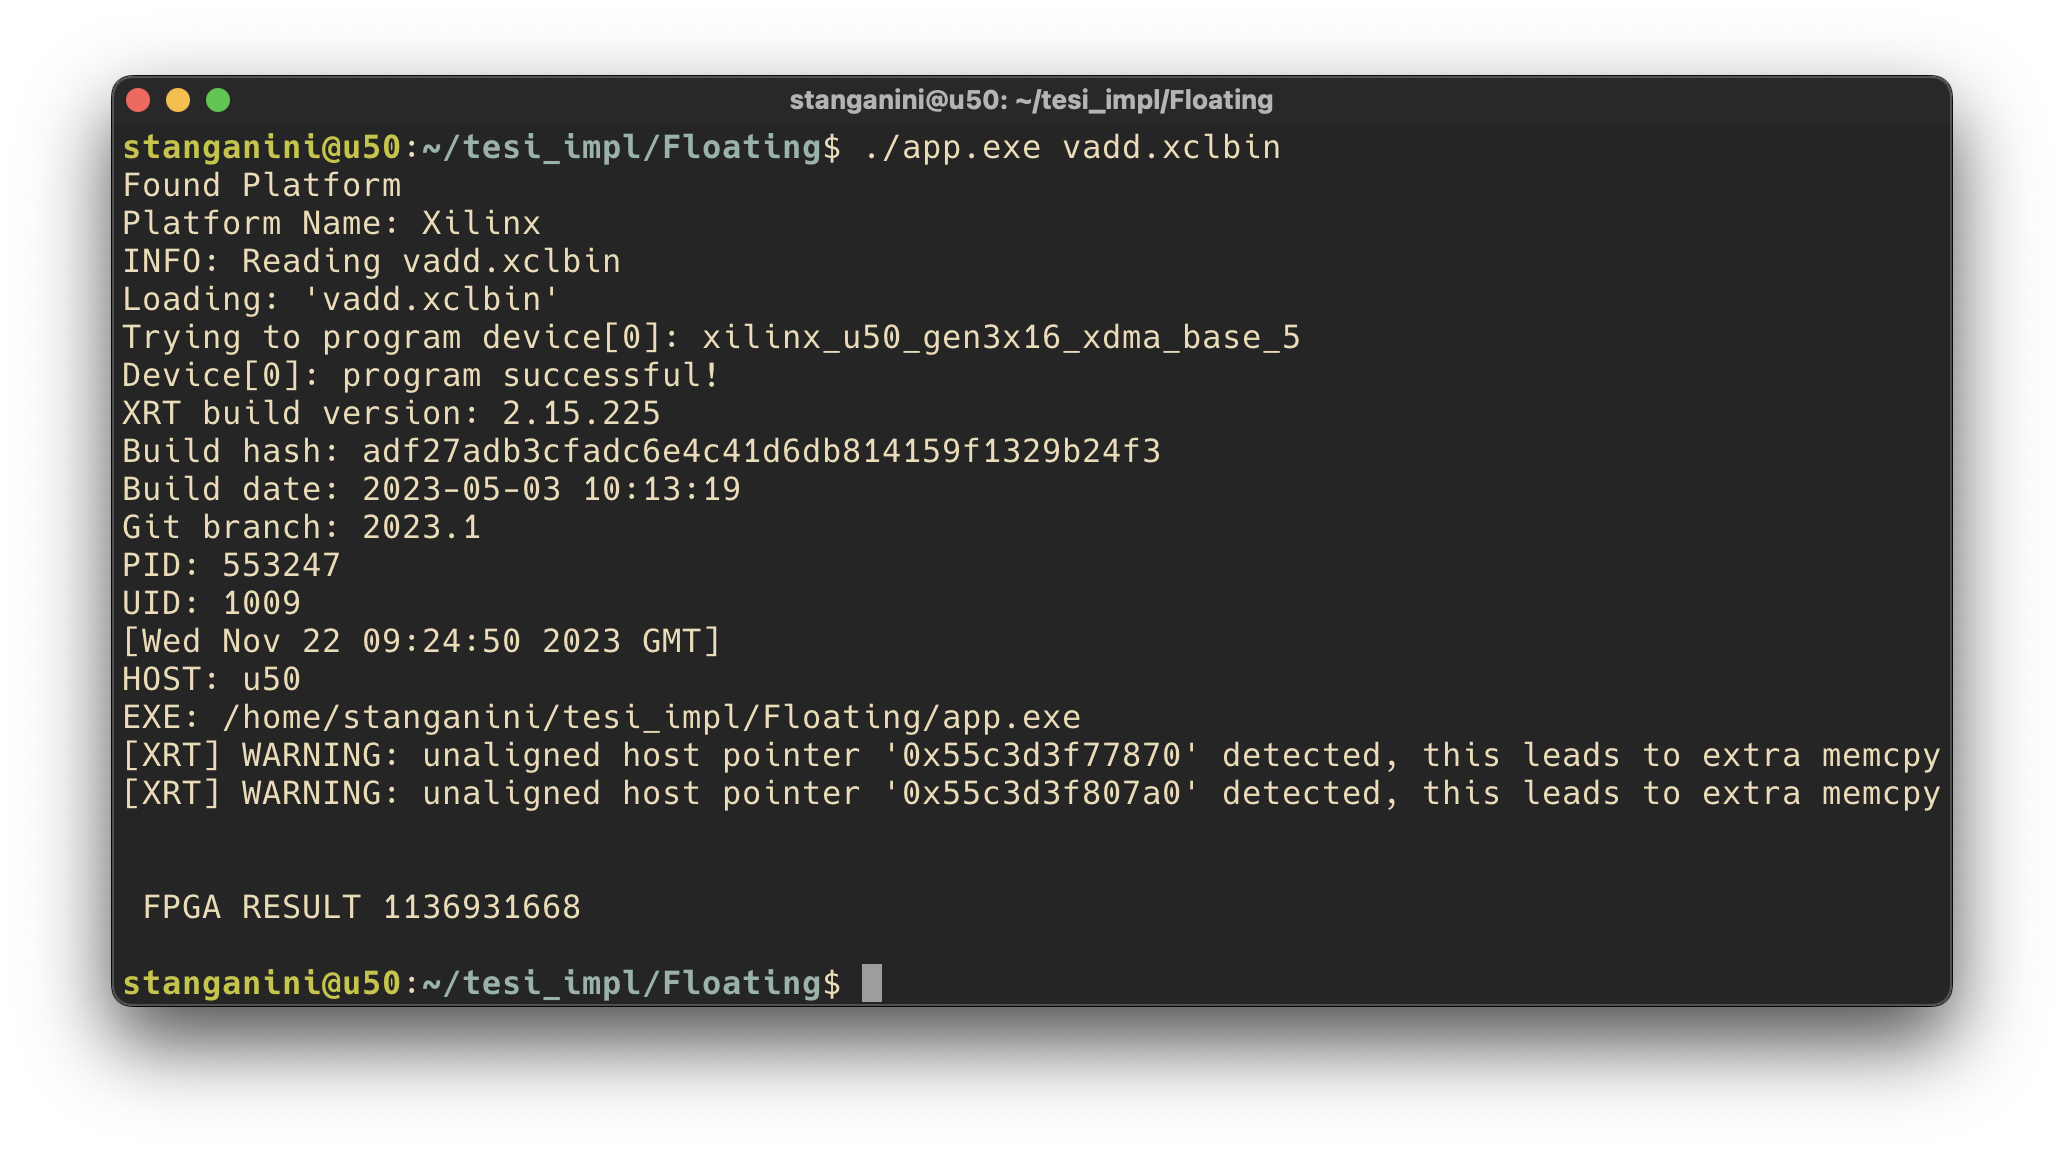 stanganini@u50: ~/tesi_impl/Floating
stanganini@u50:~/tesi_impl/Floating$ ./app.exe vadd.xclbin
Found Platform
Platform Name: Xilinx
INFO: Reading vadd.xclbin
Loading: 'vadd.xclbin'
Trying to program device[0]: xilinx_u50_gen3x16_xdma_base_5
Device[0]: program successful!
XRT build version: 2.15.225
Build hash: adf27adb3cfadc6e4c41d6db814159f1329b24f3
Build date: 2023-05-03 10:13:19
Git branch: 2023.1
PID: 553247
UID: 1009
[Wed Nov 22 09:24:50 2023 GMT]
HOST: u50
EXE: /home/stanganini/tesi_impl/Floating/app.exe
[XRT] WARNING: unaligned host pointer '0x55c3d3f77870' detected, this leads to extra memcpy
[XRT] WARNING: unaligned host pointer '0x55c3d3f807a0' detected, this leads to extra memcpy
FPGA RESULT 1136931668
stanganini@u50:~/tesi_impl/Floating$